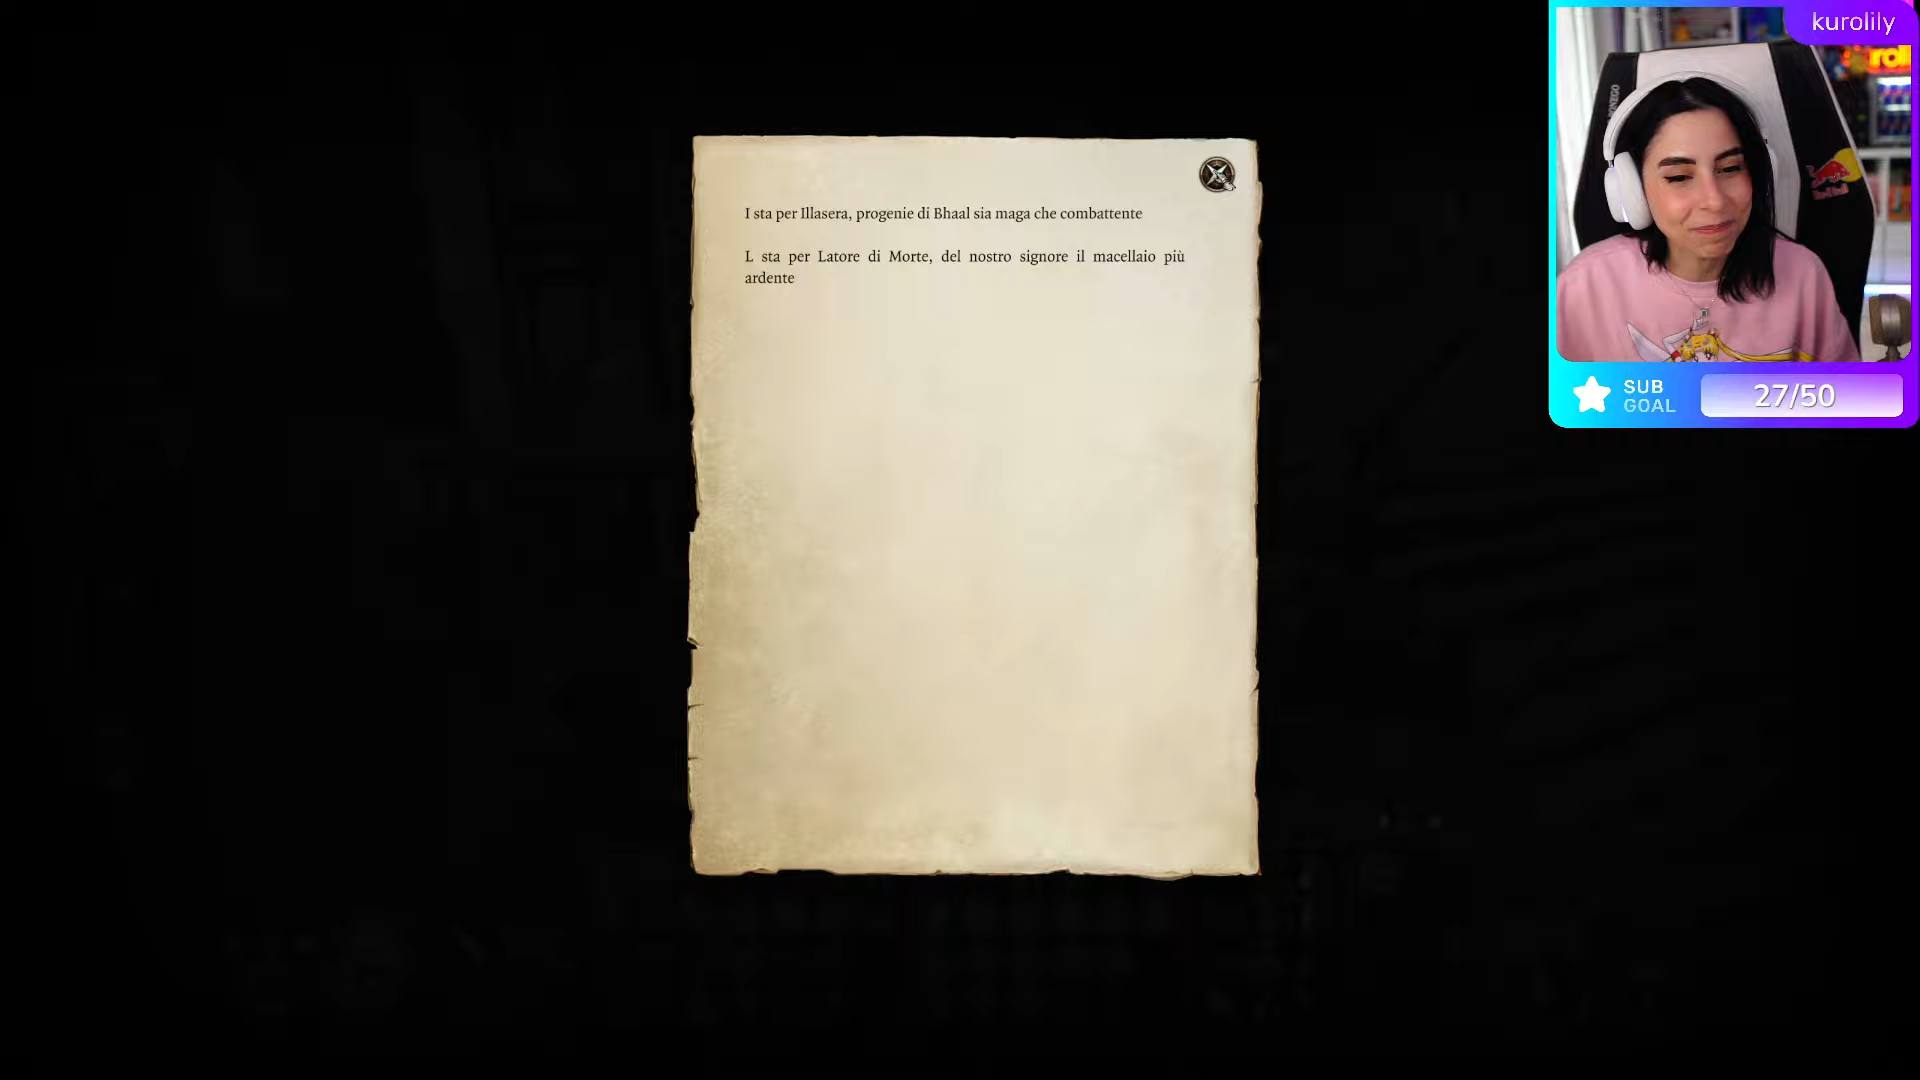 kurolily
I sta per Illasera, progenie di Bhaal sia maga che combattente
L sta per Latore di Morte, del nostro signore il macellaio più
ardente
SUB
GOAL
27/50